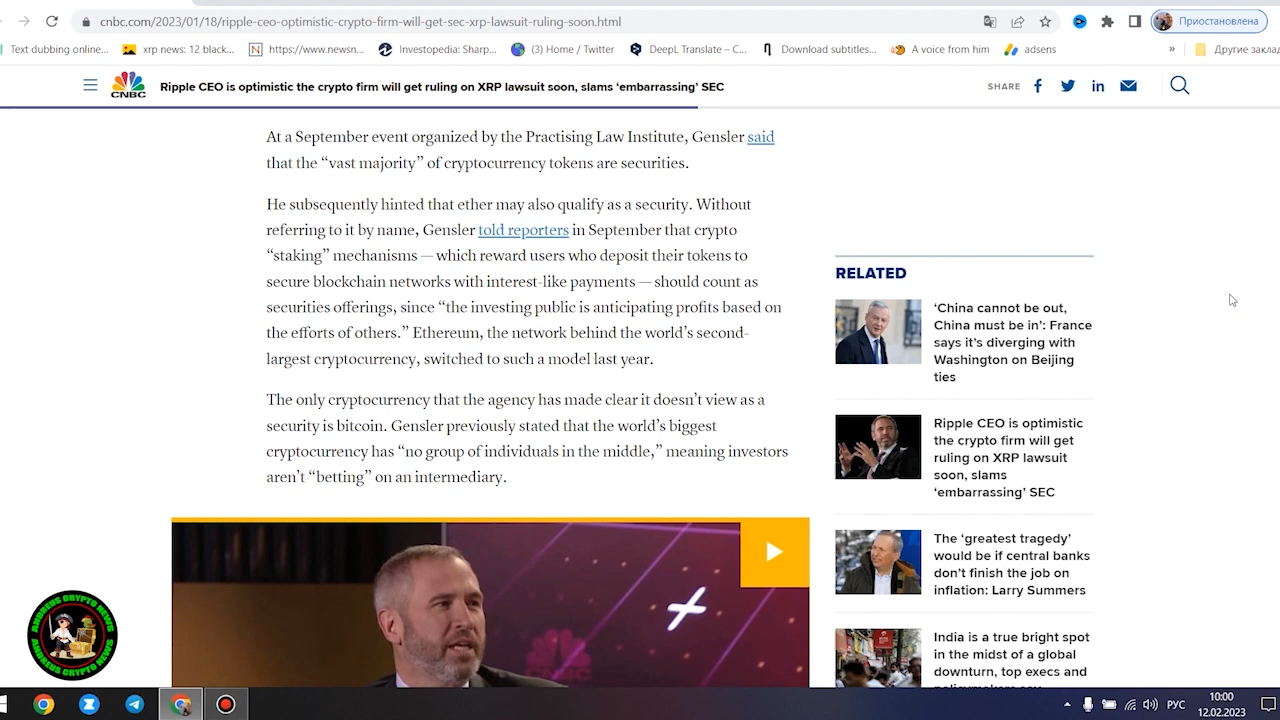 cnbc.com/2023/01/18/ripple-ceo-optimistic-crypto-firm-will-get-sec-xrp-lawsuit-ruling-soon.html
Приостановлена
Text dubbing online...
xrp news: 12 black...
https://www.newsn...
Investopedia: Sharp...
(3) Home / Twitter
DeepL Translate – C...
Download subtitles...
A voice from him
adsens
»
Другие заклад
CNBC
Ripple CEO is optimistic the crypto firm will get ruling on XRP lawsuit soon, slams ‘embarrassing’ SEC
SHARE
At a September event organized by the Practising Law Institute, Gensler said
that the “vast majority” of cryptocurrency tokens are securities.
He subsequently hinted that ether may also qualify as a security. Without
referring to it by name, Gensler told reporters in September that crypto
“staking” mechanisms — which reward users who deposit their tokens to
secure blockchain networks with interest-like payments — should count as
securities offerings, since “the investing public is anticipating profits based on
the efforts of others.” Ethereum, the network behind the world’s second-
largest cryptocurrency, switched to such a model last year.
The only cryptocurrency that the agency has made clear it doesn’t view as a
security is bitcoin. Gensler previously stated that the world’s biggest
cryptocurrency has “no group of individuals in the middle,” meaning investors
aren’t “betting” on an intermediary.
RELATED
‘China cannot be out,
China must be in’: France
says it’s diverging with
Washington on Beijing
ties
Ripple CEO is optimistic
the crypto firm will get
ruling on XRP lawsuit
soon, slams
‘embarrassing’ SEC
The ‘greatest tragedy’
would be if central banks
don’t finish the job on
inflation: Larry Summers
India is a true bright spot
in the midst of a global
downturn, top execs and
policymakers say
ANDREUS CRYPTO NEWS
ANDREUS CRYPTO NEWS
РУС
10:00
12.02.2023